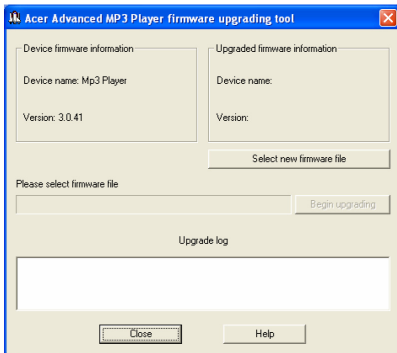 Acer Advanced MP3 Player firmware upgrading tool
Device firmware information
Device name: Mp3 Player
Version: 3.0.41
Upgraded firmware information
Device name:
Version:
Select new firmware file
Please select firmware file
Begin upgrading
Upgrade log
Close
Help